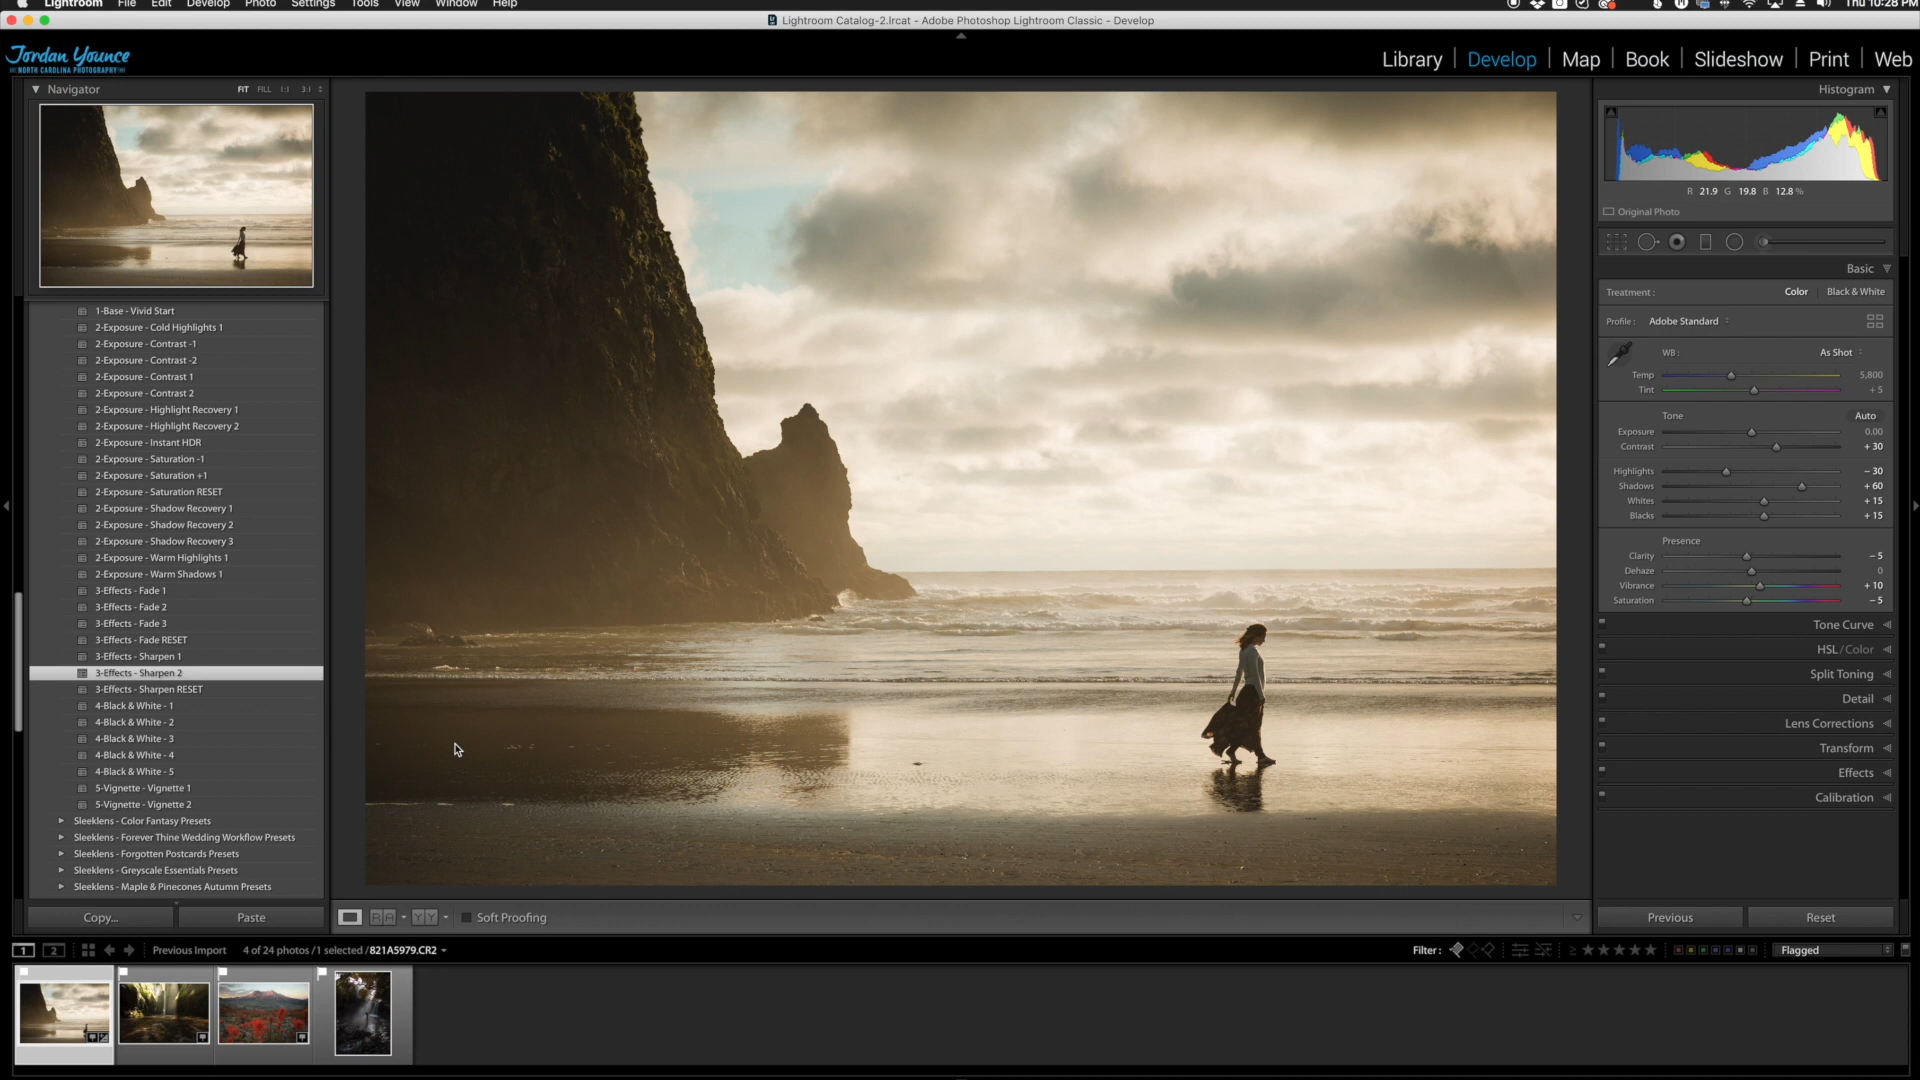 Lightroom File Edit Develop Photo Settings Tools View Window Help
Thu 10:28 PM
Lightroom Catalog-2.lrcat - Adobe Photoshop Lightroom Classic - Develop
Jordan Younce
NORTH CAROLINA PHOTOGRAPHY
Library Develop Map Book Slideshow Print Web
Navigator FIT FILL 1:1 3:1
1-Base - Vivid Start
2-Exposure - Cold Highlights 1
2-Exposure - Contrast -1
2-Exposure - Contrast -2
2-Exposure - Contrast 1
2-Exposure - Contrast 2
2-Exposure - Highlight Recovery 1
2-Exposure - Highlight Recovery 2
2-Exposure - Instant HDR
2-Exposure - Saturation -1
2-Exposure - Saturation +1
2-Exposure - Saturation RESET
2-Exposure - Shadow Recovery 1
2-Exposure - Shadow Recovery 2
2-Exposure - Shadow Recovery 3
2-Exposure - Warm Highlights 1
2-Exposure - Warm Shadows 1
3-Effects - Fade 1
3-Effects - Fade 2
3-Effects - Fade 3
3-Effects - Fade RESET
3-Effects - Sharpen 1
3-Effects - Sharpen 2
3-Effects - Sharpen RESET
4-Black & White - 1
4-Black & White - 2
4-Black & White - 3
4-Black & White - 4
4-Black & White - 5
5-Vignette - Vignette 1
5-Vignette - Vignette 2
Sleeklens - Color Fantasy Presets
Sleeklens - Forever Thine Wedding Workflow Presets
Sleeklens - Forgotten Postcards Presets
Sleeklens - Greyscale Essentials Presets
Sleeklens - Maple & Pinecones Autumn Presets
Copy... Paste
Soft Proofing
Histogram
R 21.9 G 19.8 B 12.8 %
Original Photo
Basic
Treatment : Color Black & White
Profile : Adobe Standard
WB : As Shot
Temp 5,800
Tint + 5
Tone Auto
Exposure 0.00
Contrast + 30
Highlights - 30
Shadows + 60
Whites + 15
Blacks + 15
Presence
Clarity - 5
Dehaze 0
Vibrance + 10
Saturation - 5
Tone Curve
HSL / Color
Split Toning
Detail
Lens Corrections
Transform
Effects
Calibration
Previous Reset
1 2 Previous Import 4 of 24 photos / 1 selected / 821A5979.CR2
Filter : Flagged